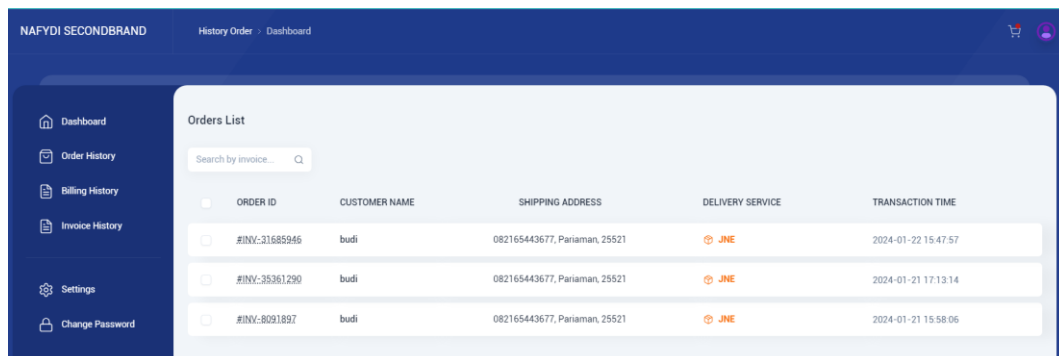 NAFYDI SECONDBRAND
History Order > Dashboard
Dashboard
Order History
Billing History
Invoice History
Settings
Change Password
Orders List
Search by invoice...
ORDER ID CUSTOMER NAME SHIPPING ADDRESS DELIVERY SERVICE TRANSACTION TIME
#INV-31685946 budi 082165443677, Pariaman, 25521 JNE 2024-01-22 15:47:57
#INV-35361290 budi 082165443677, Pariaman, 25521 JNE 2024-01-21 17:13:14
#INV-8091897 budi 082165443677, Pariaman, 25521 JNE 2024-01-21 15:58:06